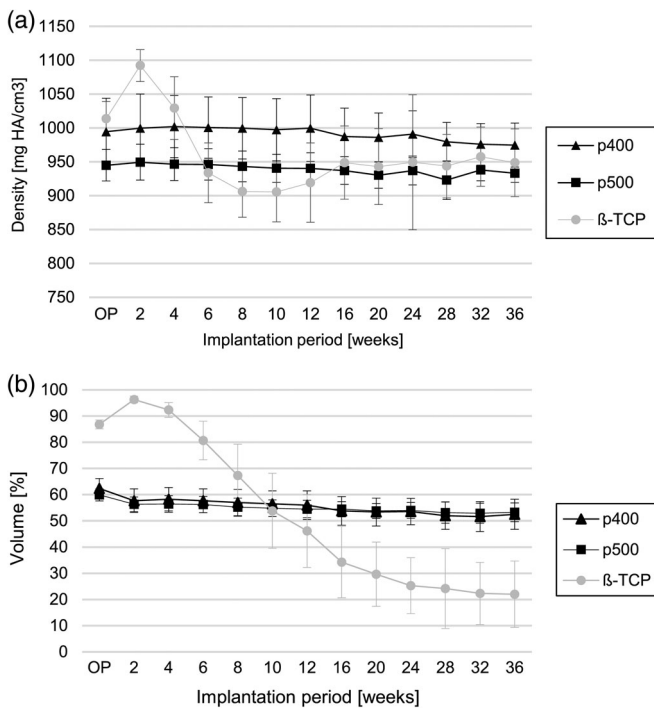 (a)
1150
1100
1050
1000
950
900
850
800
750
Density [mg HA/cm3]
OP 2 4 6 8 10 12 16 20 24 28 32 36
Implantation period [weeks]
p400
p500
ß-TCP
(b)
100
90
80
70
60
50
40
30
20
10
0
Volume [%]
OP 2 4 6 8 10 12 16 20 24 28 32 36
Implantation period [weeks]
p400
p500
ß-TCP